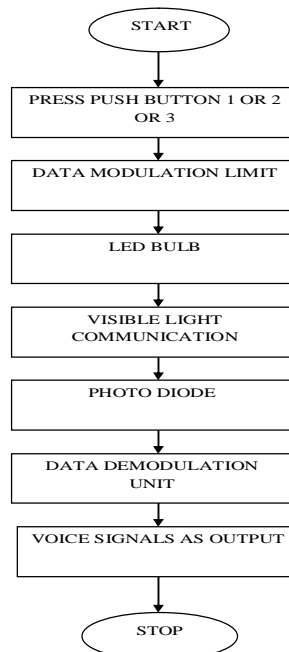 START
PRESS PUSH BUTTON 1 OR 2
OR 3
DATA MODULATION LIMIT
LED BULB
VISIBLE LIGHT
COMMUNICATION
PHOTO DIODE
DATA DEMODULATION
UNIT
VOICE SIGNALS AS OUTPUT
STOP